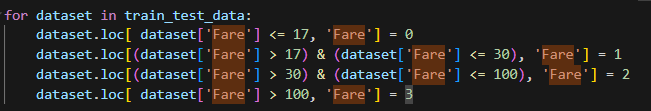 for dataset in train_test_data:
    dataset.loc[ dataset['Fare'] <= 17, 'Fare'] = 0
    dataset.loc[(dataset['Fare'] > 17) & (dataset['Fare'] <= 30), 'Fare'] = 1
    dataset.loc[(dataset['Fare'] > 30) & (dataset['Fare'] <= 100), 'Fare'] = 2
    dataset.loc[ dataset['Fare'] > 100, 'Fare'] = 3